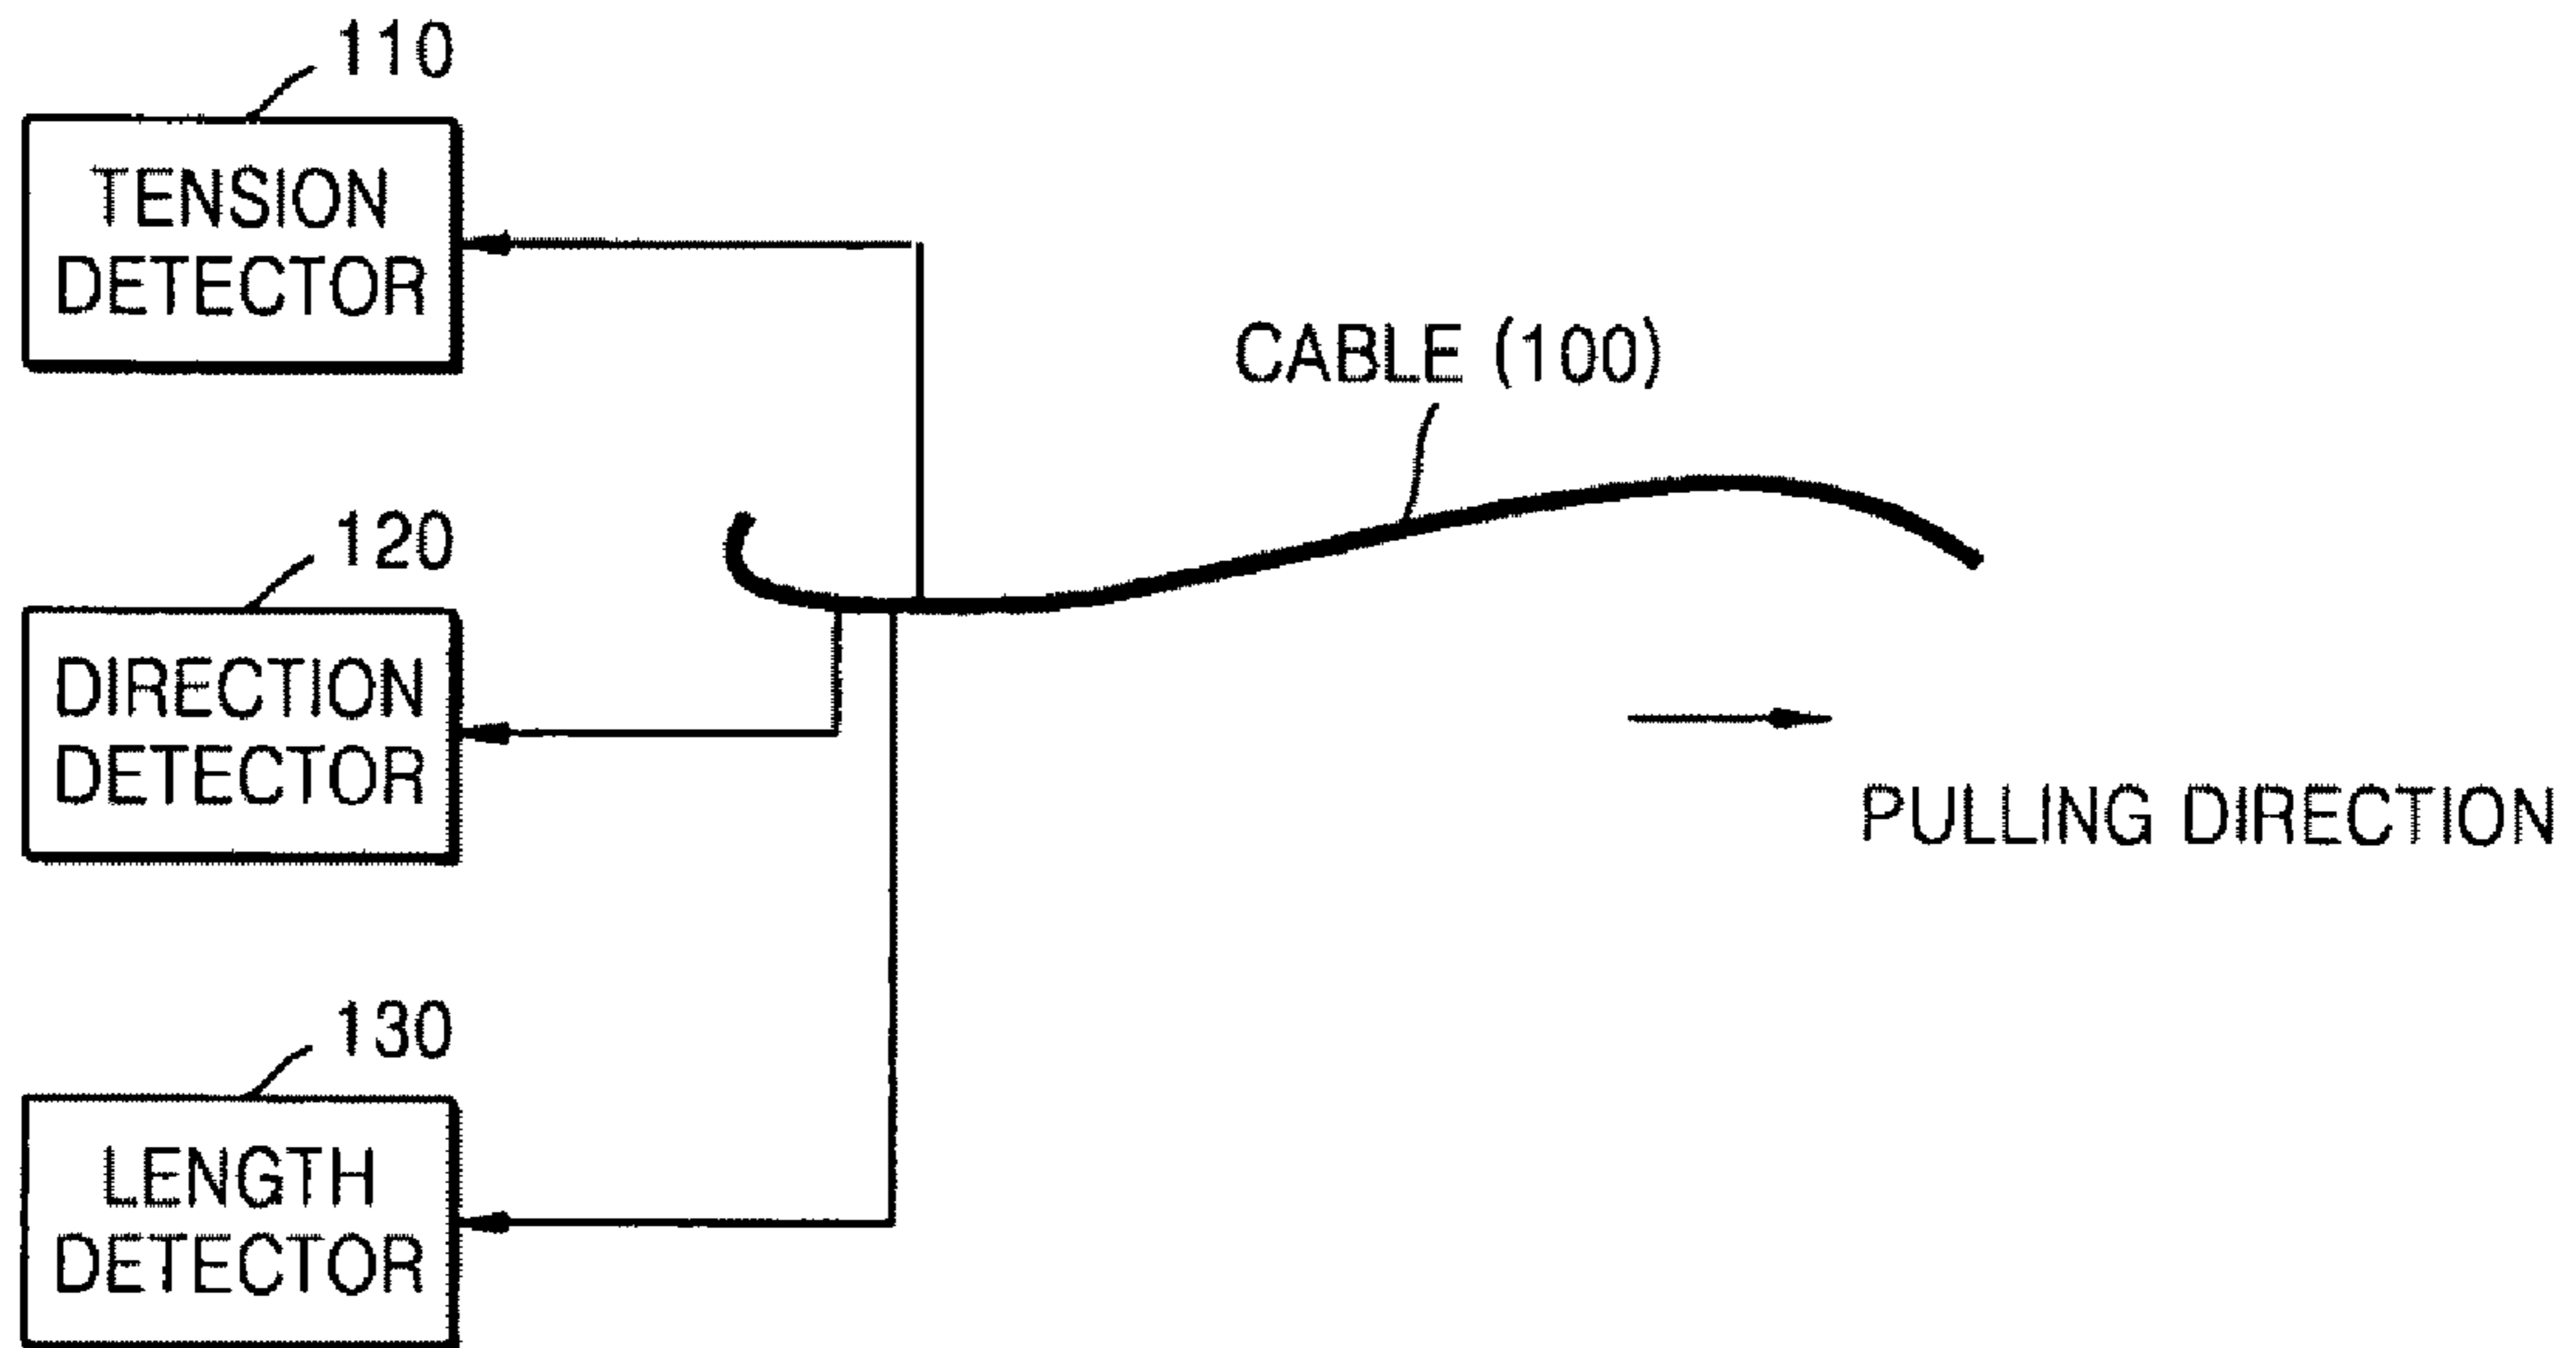 110
TENSION
DETECTOR
CABLE (100)
120
DIRECTION
DETECTOR
PULLING DIRECTION
130
LENGTH
DETECTOR